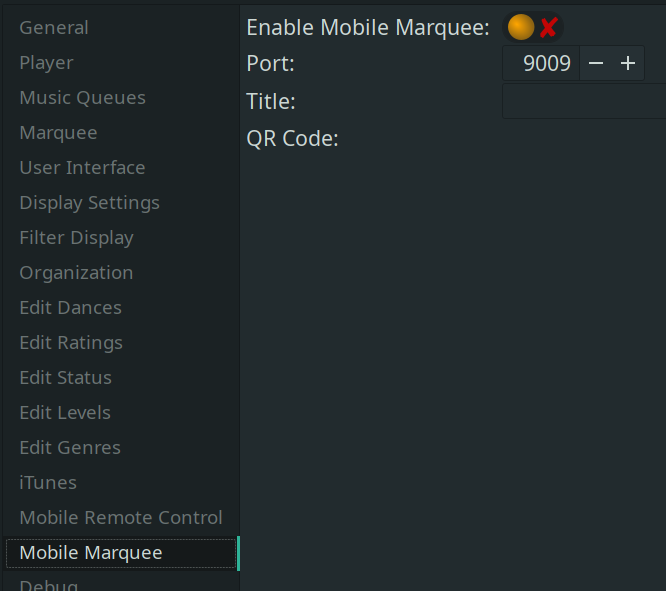 General
Player
Music Queues
Marquee
User Interface
Display Settings
Filter Display
Organization
Edit Dances
Edit Ratings
Edit Status
Edit Levels
Edit Genres
iTunes
Mobile Remote Control
Mobile Marquee
Debug
Enable Mobile Marquee:
Port: 9009 − +
Title:
QR Code: